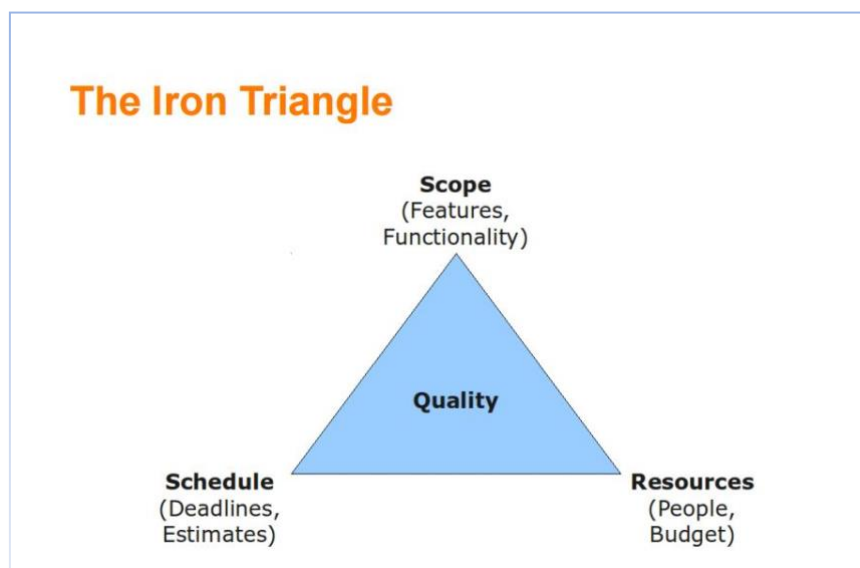 The Iron Triangle
Scope
(Features,
Functionality)
Quality
Schedule
(Deadlines,
Estimates)
Resources
(People,
Budget)